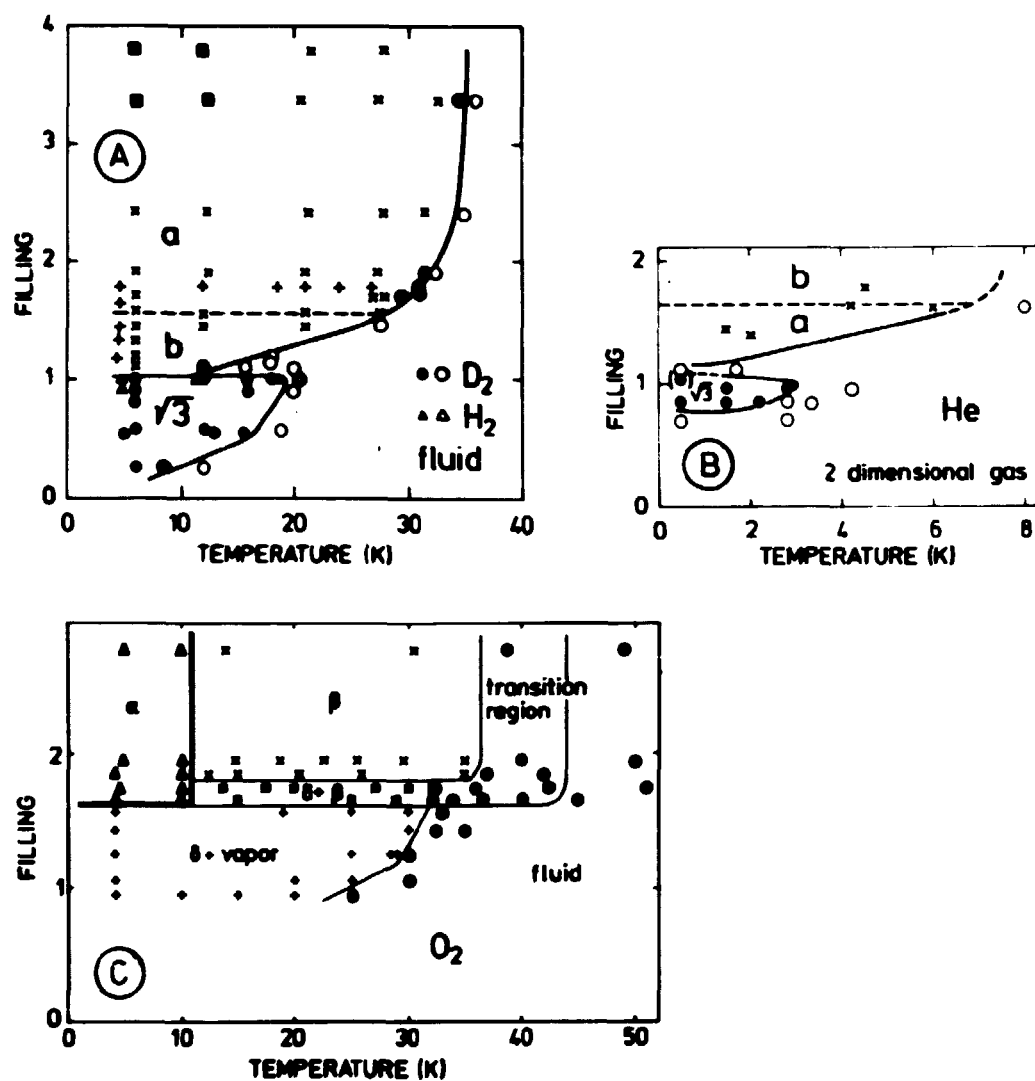 4
3
2
1
0
FILLING
A
a
b
√3
D₂
H₂
fluid
0 10 20 30 40
TEMPERATURE (K)
2
1
0
FILLING
b
a
√3
He
B
2 dimensional gas
0 2 4 6 8
TEMPERATURE (K)
2
1
0
FILLING
α
β
transition
region
δ+ β
δ+ vapor
fluid
O₂
C
0 10 20 30 40 50
TEMPERATURE (K)